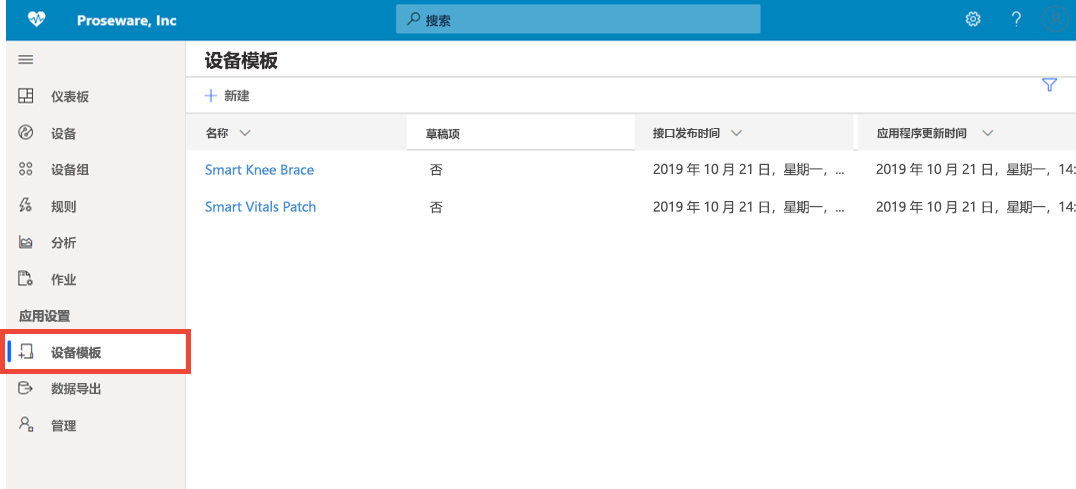 Proseware, Inc
搜索
?
设备模板
仪表板
新建
设备
名称 草稿项 接口发布时间 应用程序更新时间
设备组
Smart Knee Brace 否 2019 年 10 月 21 日，星期一，... 2019 年 10 月 21 日，星期一，14:
规则
Smart Vitals Patch 否 2019 年 10 月 21 日，星期一，... 2019 年 10 月 21 日，星期一，14:
分析
作业
应用设置
设备模板
数据导出
管理